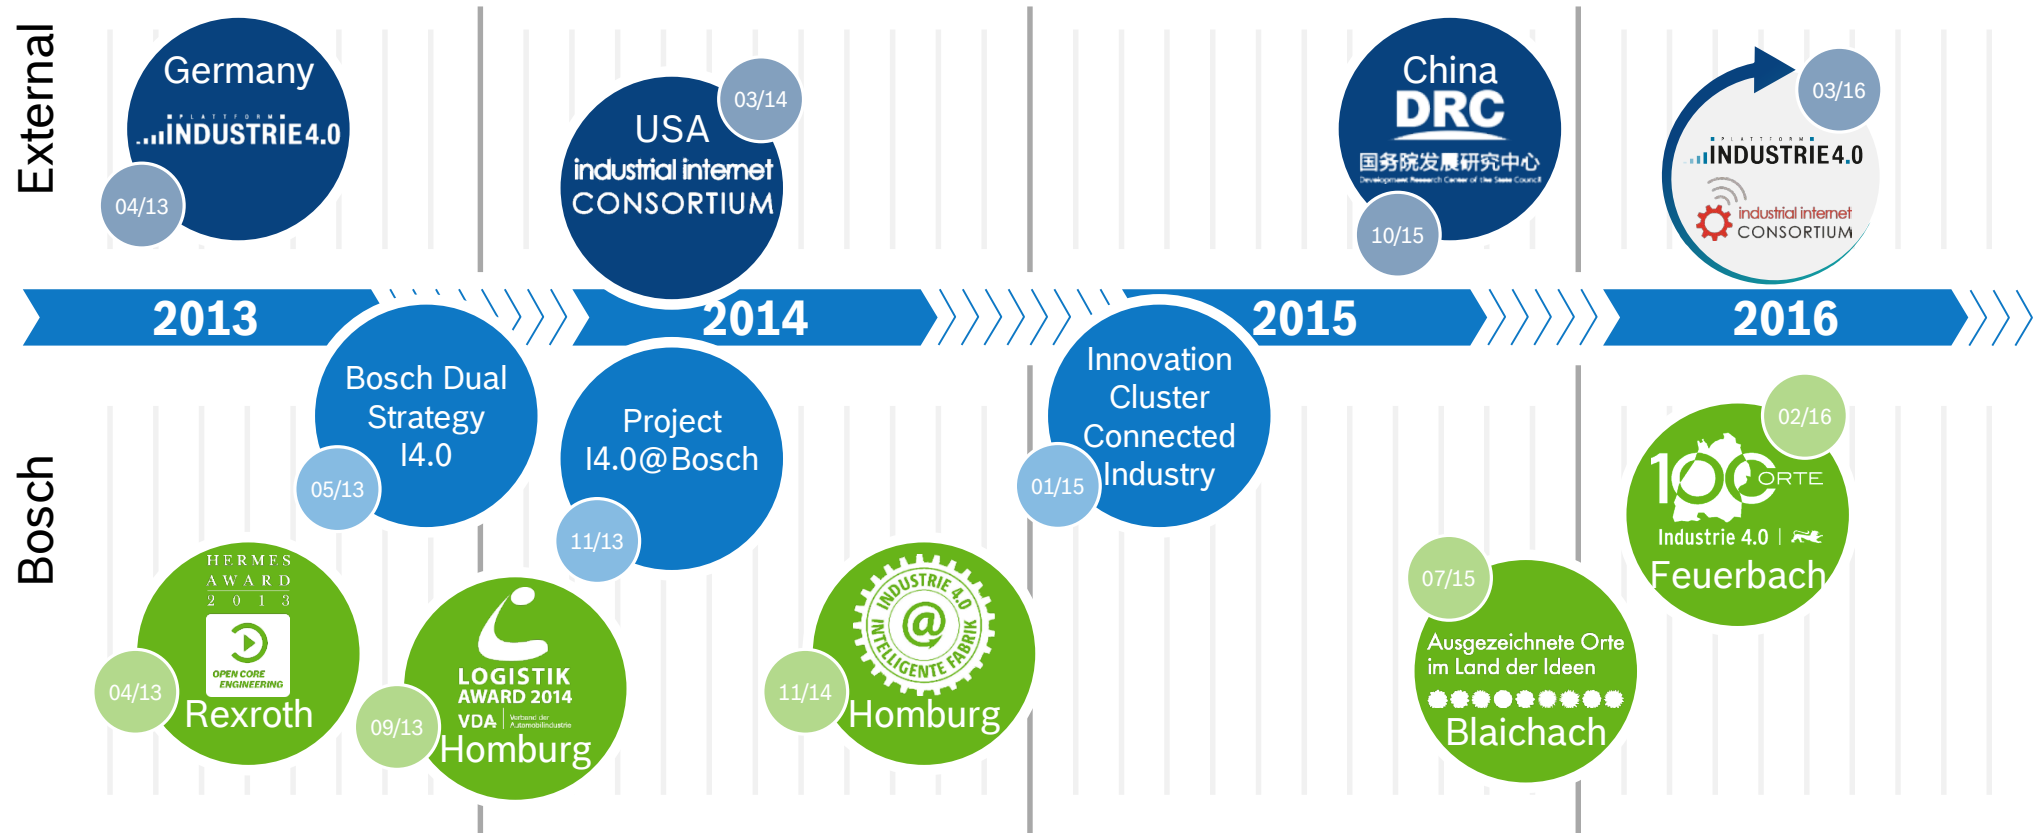 External
Germany
PLATTFORM
INDUSTRIE 4.0
04/13
03/14
USA
industrial internet
CONSORTIUM
China
DRC
国务院发展研究中心
Development Research Center of the State Council
10/15
03/16
PLATTFORM
INDUSTRIE 4.0
industrial internet
CONSORTIUM
2013
2014
2015
2016
Bosch
Bosch Dual
Strategy
I4.0
05/13
Project
I4.0@Bosch
11/13
Innovation
Cluster
Connected
Industry
01/15
02/16
100 ORTE
Industrie 4.0
Feuerbach
HERMES
AWARD
2013
OPEN CORE
ENGINEERING
04/13
Rexroth
LOGISTIK
AWARD 2014
VDA
Verband der
Automobilindustrie
09/13
Homburg
INDUSTRIE 4.0
@
INTELLIGENTE FABRIK
11/14
Homburg
07/15
Ausgezeichnete Orte
im Land der Ideen
Blaichach